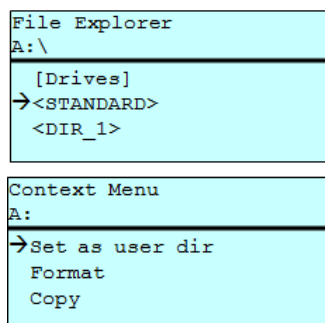 File Explorer
A:\
[Drives]
→<STANDARD>
<DIR_1>
Context Menu
A:
→Set as user dir
Format
Copy